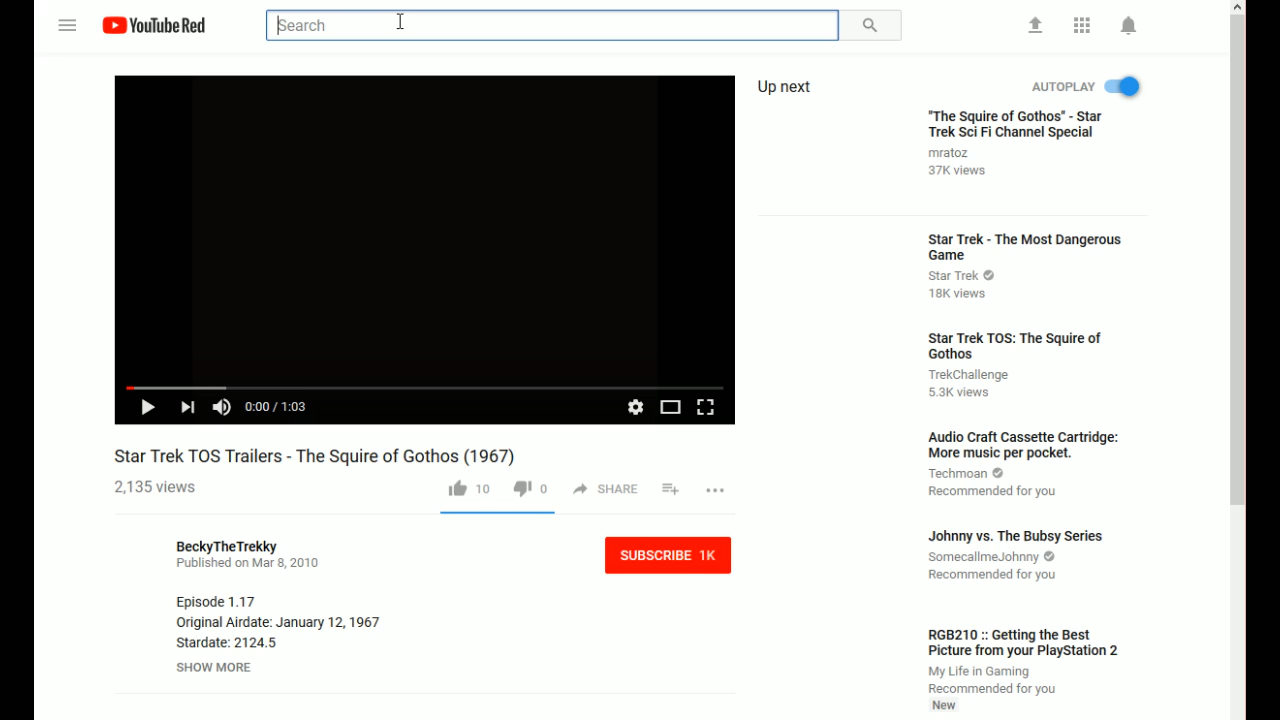 YouTube Red
Search
Up next
AUTOPLAY
"The Squire of Gothos" - Star
Trek Sci Fi Channel Special
mratoz
37K views
Star Trek - The Most Dangerous
Game
Star Trek
18K views
Star Trek TOS: The Squire of
Gothos
TrekChallenge
5.3K views
Audio Craft Cassette Cartridge:
More music per pocket.
Techmoan
Recommended for you
Johnny vs. The Bubsy Series
SomecallmeJohnny
Recommended for you
RGB210 :: Getting the Best
Picture from your PlayStation 2
My Life in Gaming
Recommended for you
New
0:00 / 1:03
Star Trek TOS Trailers - The Squire of Gothos (1967)
2,135 views
10
0
SHARE
BeckyTheTrekky
Published on Mar 8, 2010
SUBSCRIBE 1K
Episode 1.17
Original Airdate: January 12, 1967
Stardate: 2124.5
SHOW MORE